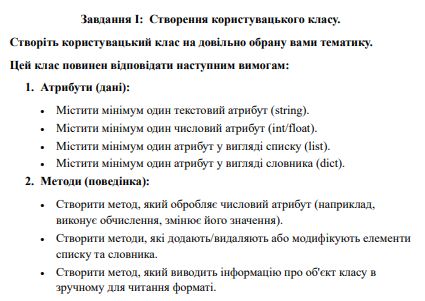 Завдання І: Створення користувацького класу.
Створіть користувацький клас на довільно обрану вами тематику.
Цей клас повинен відповідати наступним вимогам:
1. Атрибути (дані):
• Містити мінімум один текстовий атрибут (string).
• Містити мінімум один числовий атрибут (int/float).
• Містити мінімум один атрибут у вигляді списку (list).
• Містити мінімум один атрибут у вигляді словника (dict).
2. Методи (поведінка):
• Створити метод, який обробляє числовий атрибут (наприклад,
виконує обчислення, змінює його значення).
• Створити методи, які додають/видаляють або модифікують елементи
списку та словника.
• Створити метод, який виводить інформацію про об'єкт класу в
зручному для читання форматі.